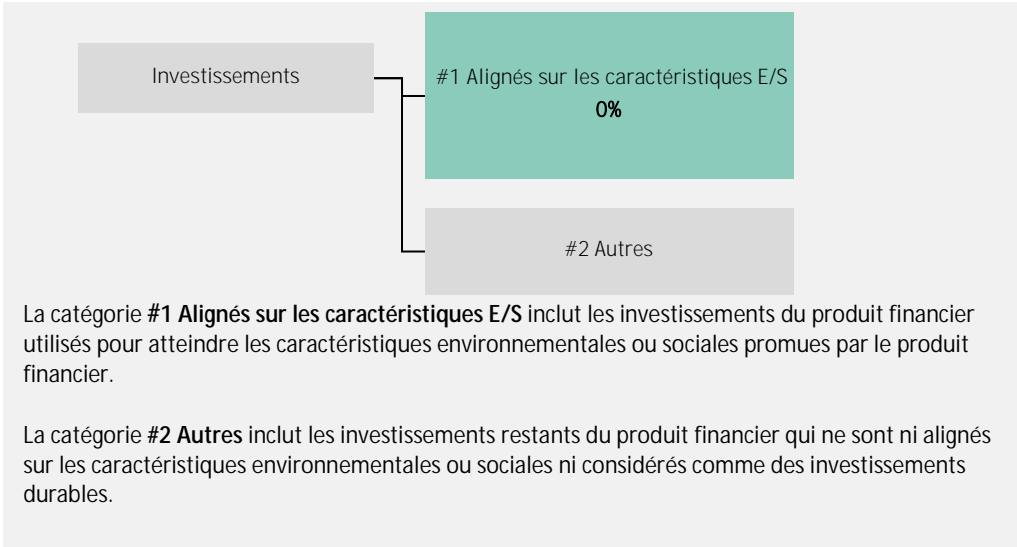 Investissements
#1 Alignés sur les caractéristiques E/S
0%
#2 Autres
La catégorie #1 Alignés sur les caractéristiques E/S inclut les investissements du produit financier
utilisés pour atteindre les caractéristiques environnementales ou sociales promues par le produit
financier.
La catégorie #2 Autres inclut les investissements restants du produit financier qui ne sont ni alignés
sur les caractéristiques environnementales ou sociales ni considérés comme des investissements
durables.